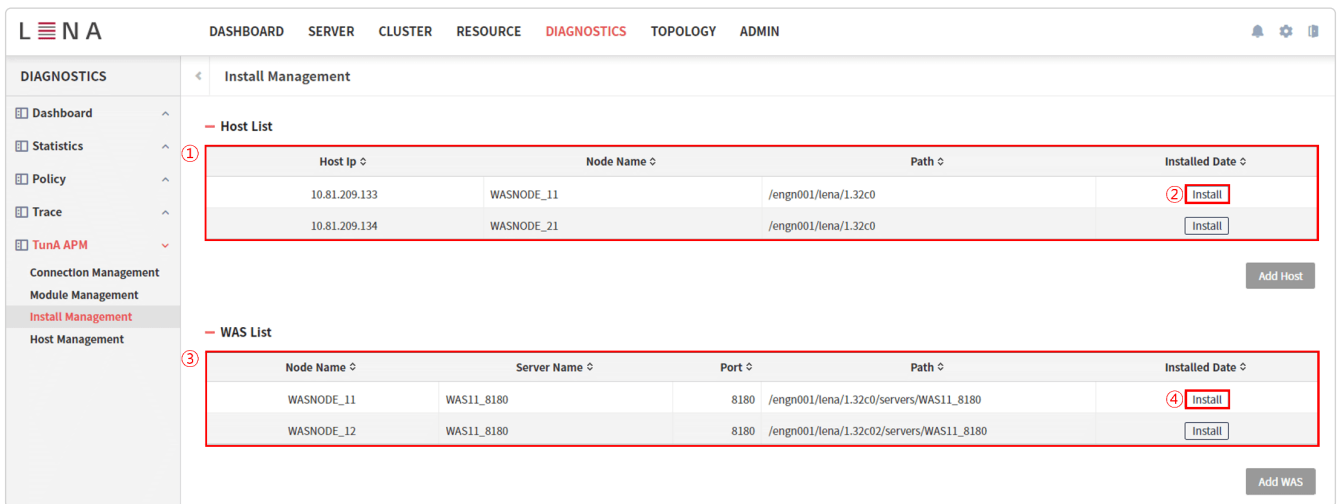 LENA DASHBOARD SERVER CLUSTER RESOURCE DIAGNOSTICS TOPOLOGY ADMIN
DIAGNOSTICS
Dashboard
Statistics
Policy
Trace
TunA APM
Connection Management
Module Management
Install Management
Host Management
Install Management
Host List
①
Host Ip Node Name Path Installed Date
10.81.209.133 WASNODE_11 /engn001/lena/1.32c0 ② Install
10.81.209.134 WASNODE_21 /engn001/lena/1.32c0 Install
Add Host
WAS List
③
Node Name Server Name Port Path Installed Date
WASNODE_11 WAS11_8180 8180 /engn001/lena/1.32c0/servers/WAS11_8180 ④ Install
WASNODE_12 WAS11_8180 8180 /engn001/lena/1.32c02/servers/WAS11_8180 Install
Add WAS